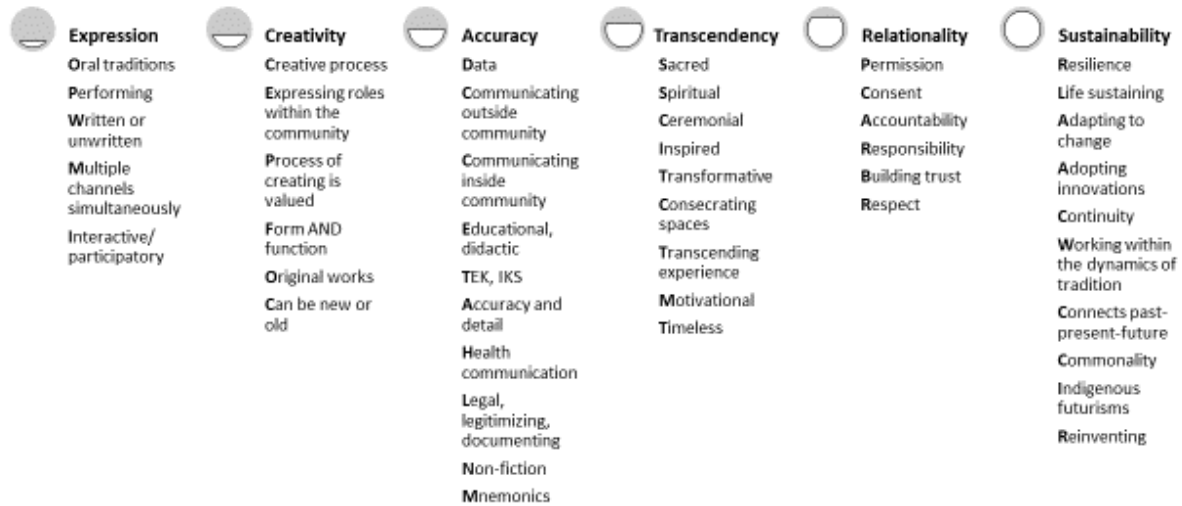 Expression
Oral traditions
Performing
Written or
unwritten
Multiple
channels
simultaneously
Interactive/
participatory
Creativity
Creative process
Expressing roles
within the
community
Process of
creating is
valued
Form AND
function
Original works
Can be new or
old
Accuracy
Data
Communicating
outside
community
Communicating
inside
community
Educational,
didactic
TEK, IKS
Accuracy and
detail
Health
communication
Legal,
legitimizing,
documenting
Non-fiction
Mnemonics
Transcendency
Sacred
Spiritual
Ceremonial
Inspired
Transformative
Consecrating
spaces
Transcending
experience
Motivational
Timeless
Relationality
Permission
Consent
Accountability
Responsibility
Building trust
Respect
Sustainability
Resilience
Life sustaining
Adapting to
change
Adopting
innovations
Continuity
Working within
the dynamics of
tradition
Connects past-
present-future
Commonality
Indigenous
futurisms
Reinventing